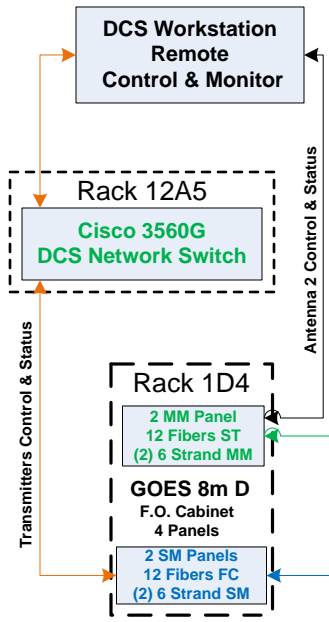 DCS Workstation
Remote
Control & Monitor
Rack 12A5
Cisco 3560G
DCS Network Switch
Antenna 2 Control & Status
Transmitters Control & Status
Rack 1D4
2 MM Panel
12 Fibers ST
(2) 6 Strand MM
GOES 8m D
F.O. Cabinet
4 Panels
2 SM Panels
12 Fibers FC
(2) 6 Strand SM